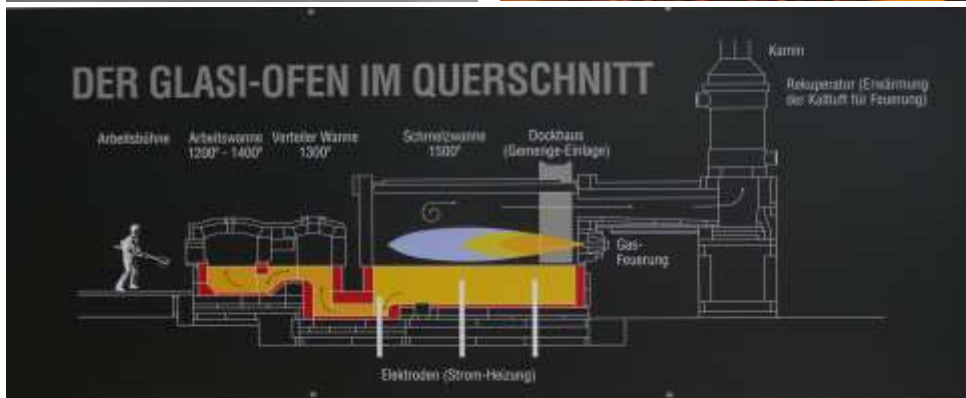 DER GLASI-OFEN IM QUERSCHNITT
Kamin
Rekuperator (Erwärmung
der Kaltluft für Feuerung)
Arbeitsbühne
Arbeitswanne
1200° - 1400°
Verteiler Wanne
1300°
Schmelzwanne
1500°
Dockhaus
(Gemenge-Einlage)
Gas-
Feuerung
Elektroden (Strom-Heizung)